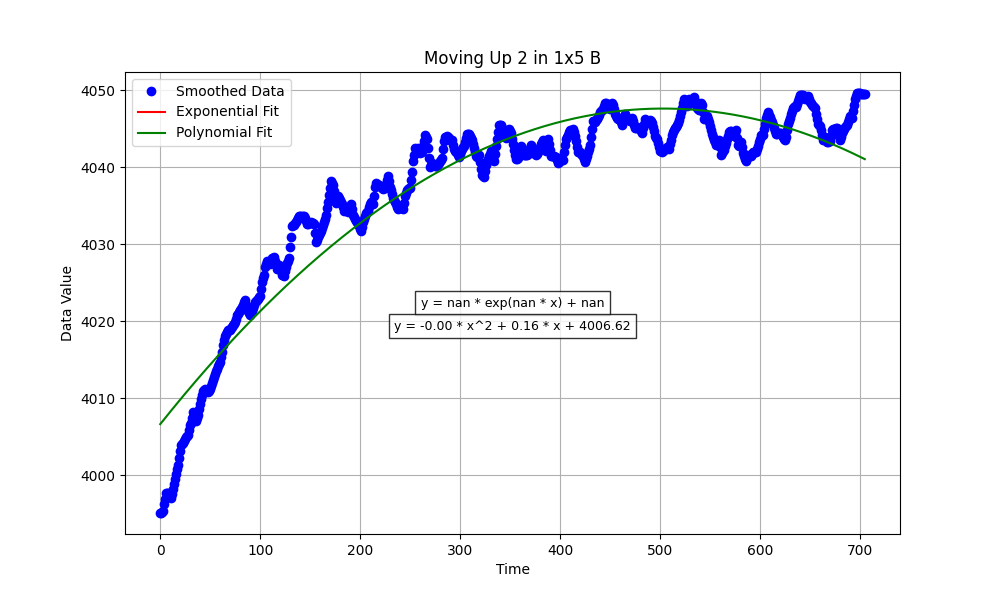 Moving Up 2 in 1x5 B
Smoothed Data
Exponential Fit
Polynomial Fit
4050
4040
4030
4020
4010
4000
Data Value
y = nan * exp(nan * x) + nan
y = -0.00 * x^2 + 0.16 * x + 4006.62
0 100 200 300 400 500 600 700
Time